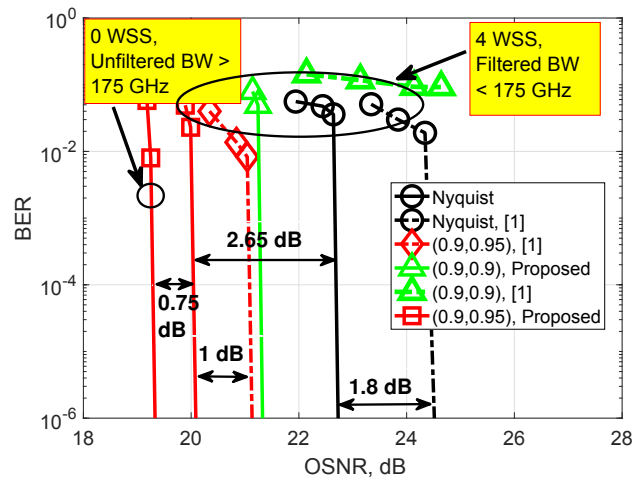 0 WSS,
Unfiltered BW >
175 GHz
4 WSS,
Filtered BW
< 175 GHz
10^0
10^-2
10^-4
10^-6
BER
2.65 dB
0.75
dB
1 dB
1.8 dB
Nyquist
Nyquist, [1]
(0.9,0.95), [1]
(0.9,0.9), Proposed
(0.9,0.9), [1]
(0.9,0.95), Proposed
18 20 22 24 26 28
OSNR, dB